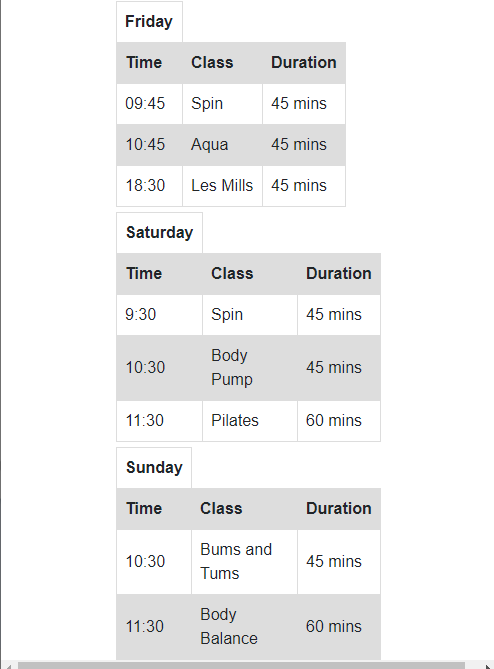 Friday
Time Class Duration
09:45 Spin 45 mins
10:45 Aqua 45 mins
18:30 Les Mills 45 mins
Saturday
Time Class Duration
9:30 Spin 45 mins
10:30 Body Pump 45 mins
11:30 Pilates 60 mins
Sunday
Time Class Duration
10:30 Bums and Tums 45 mins
11:30 Body Balance 60 mins